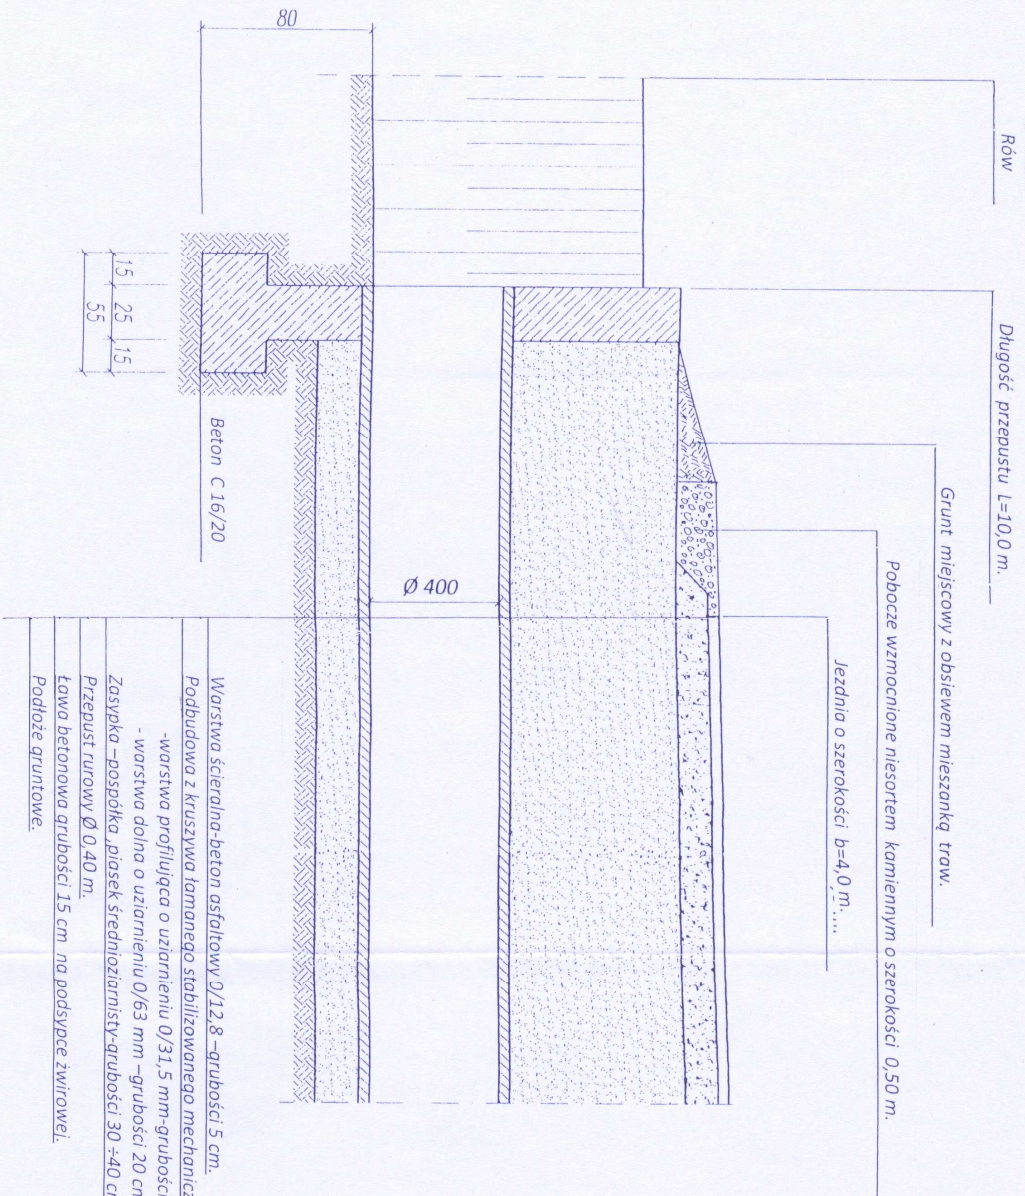 Rów
Długość przepustu L=10,0 m.
Grunt miejscowy z obsiewem mieszanką traw.
Pobocze wzmocnione niesortem kamiennym o szerokości 0,50 m.
Jezdnia o szerokości b=4,0 m....
80
Ø 400
15 25 15
55
Beton C 16/20
Warstwa ścieralna-beton asfaltowy 0/12,8 –grubości 5 cm.
Podbudowa z kruszywa łamanego stabilizowanego
-warstwa profilująca o uziarnieniu 0/31,5 mm-grubości
- warstwa dolna o uziarnieniu 0/63 mm –grubości 20
Zasypka –pospółka ,piasek średnioziarnisty-grubości 30 ÷40
Przepust rurowy Ø 0,40 m.
Ława betonowa grubości 15 cm na podsypce żwirowej.
Podłoże gruntowe.